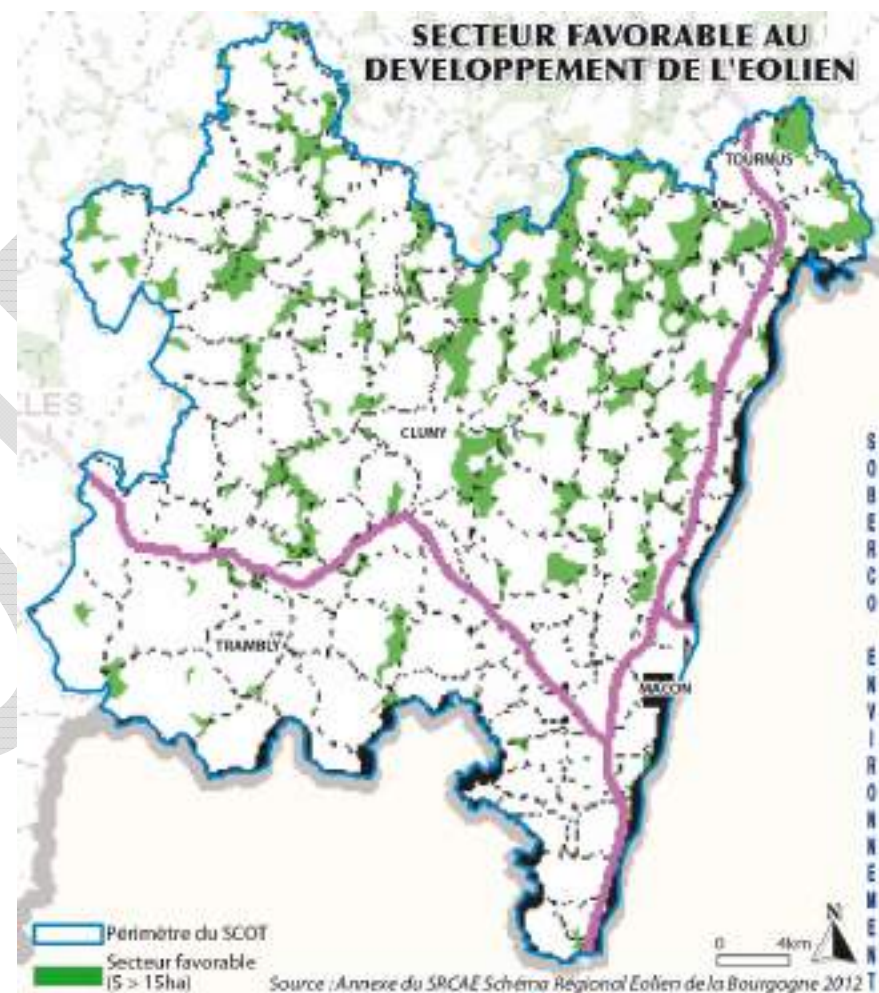 SECTEUR FAVORABLE AU
DEVELOPPEMENT DE L'EOLIEN
TOURNUS
LLES
CLUNY
TRAMBLY
MACON
SOBERCO ENVIRONNEMENT
N
0 4km
Périmètre du SCOT
Secteur favorable
(S > 15ha)
Source : Annexe du SRCAE Schéma Régional Eolien de la Bourgogne 2012